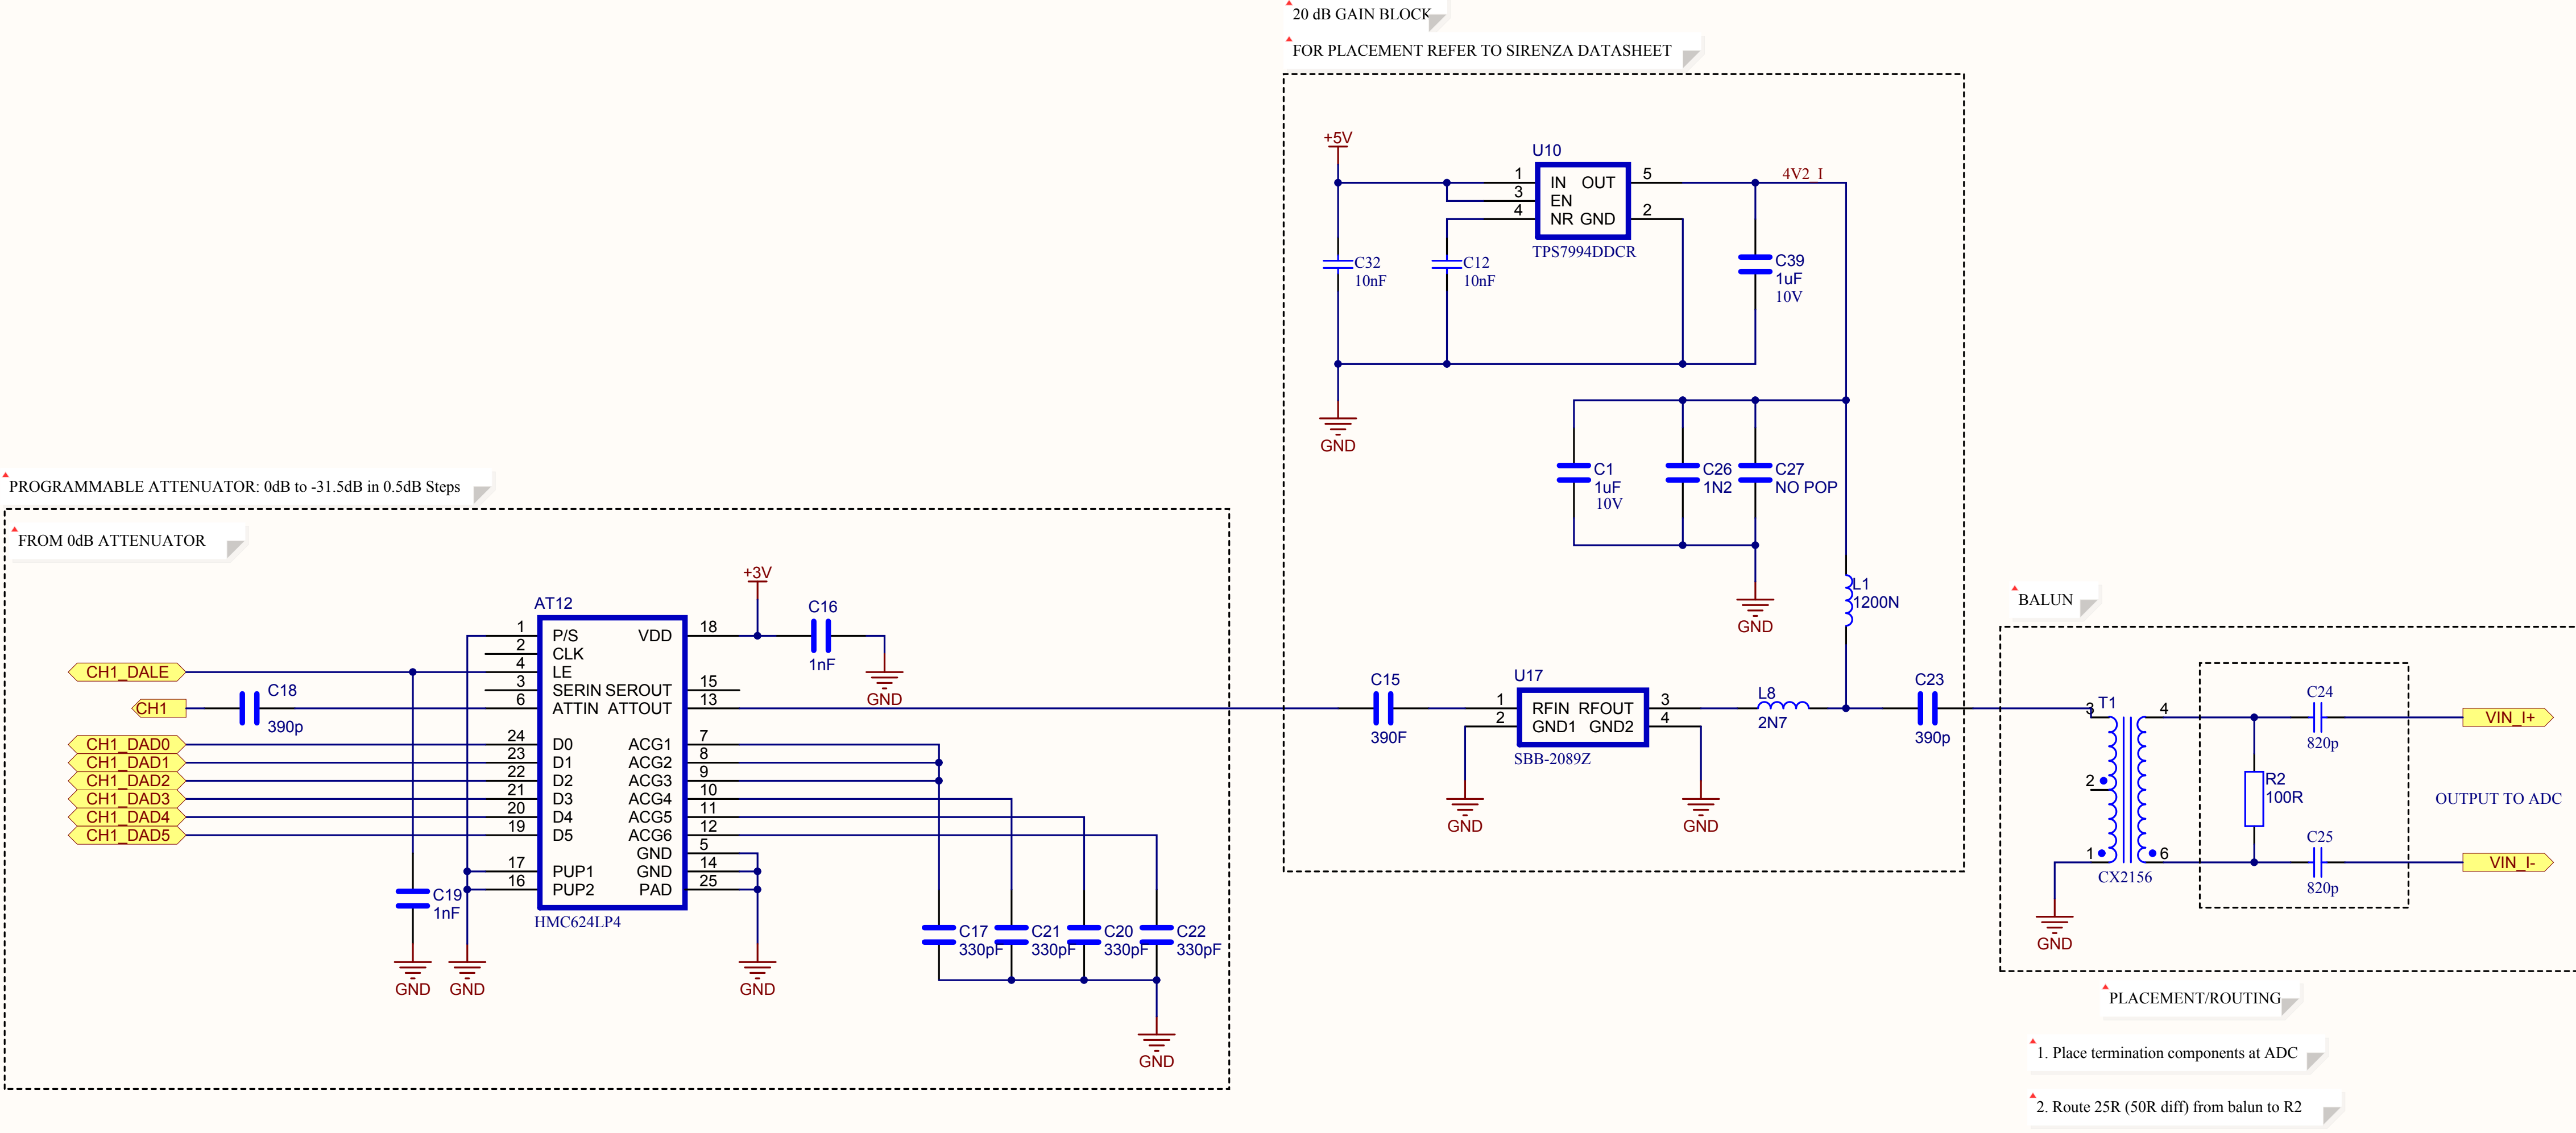 20 dB GAIN BLOCK
FOR PLACEMENT REFER TO SIRENZA DATASHEET
+5V
U10
1 IN OUT 5
3 EN
4 NR GND 2
TPS7994DDCR
4V2_I
C32
10nF
C12
10nF
C39
1uF
10V
GND
C1
1uF
10V
C26
1N2
C27
NO POP
GND
L1
1200N
C15
390F
U17
1 RFIN RFOUT 3
2 GND1 GND2 4
SBB-2089Z
GND
GND
L8
2N7
C23
390p
PROGRAMMABLE ATTENUATOR: 0dB to -31.5dB in 0.5dB Steps
FROM 0dB ATTENUATOR
+3V
C16
1nF
GND
AT12
1 P/S VDD 18
2 CLK
CH1_DALE 4 LE
3 SERIN SEROUT 15
CH1 C18 390p 6 ATTIN ATTOUT 13
CH1_DAD0 24 D0 ACG1 7
CH1_DAD1 23 D1 ACG2 8
CH1_DAD2 22 D2 ACG3 9
CH1_DAD3 21 D3 ACG4 10
CH1_DAD4 20 D4 ACG5 11
CH1_DAD5 19 D5 ACG6 12
GND 5
17 PUP1 GND 14
16 PUP2 PAD 25
HMC624LP4
C19
1nF
GND GND GND
C17
330pF
C21
330pF
C20
330pF
C22
330pF
GND
BALUN
T1
3 4
2
1 6
CX2156
GND
C24
820p
R2
100R
C25
820p
VIN_I+
OUTPUT TO ADC
VIN_I-
PLACEMENT/ROUTING
1. Place termination components at ADC
2. Route 25R (50R diff) from balun to R2